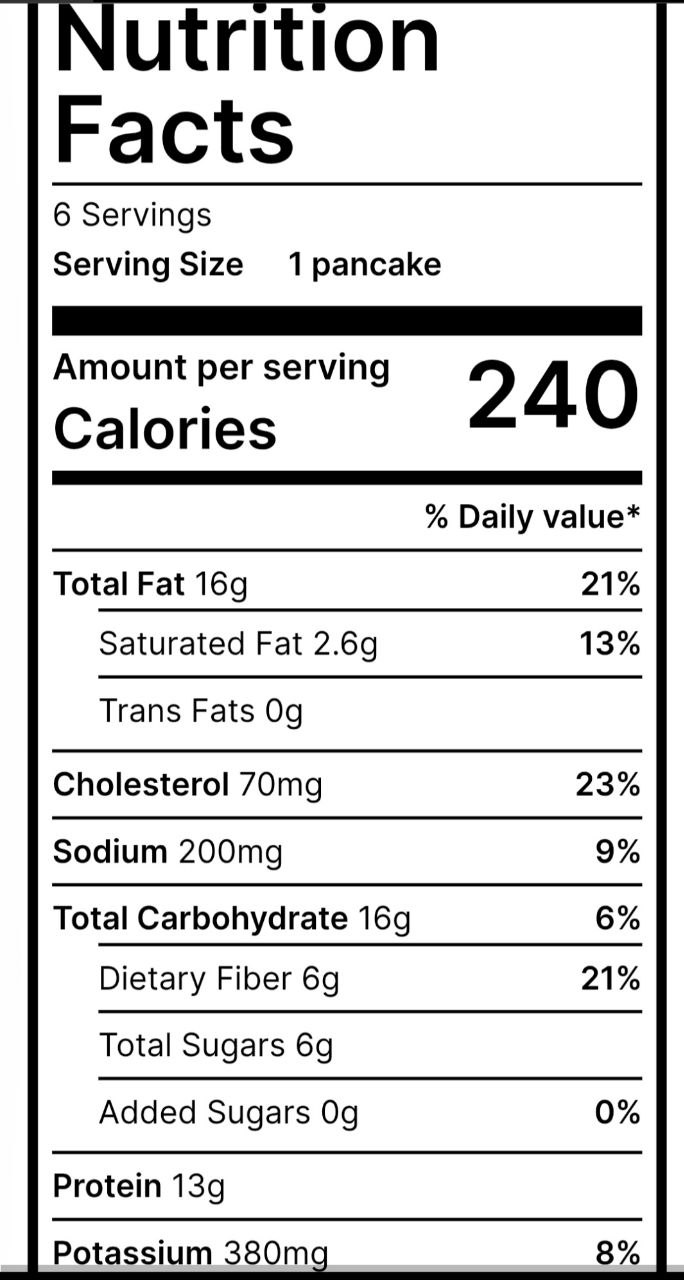 Nutrition
Facts
6 Servings
Serving Size 1 pancake
Amount per serving
Calories 240
% Daily value*
Total Fat 16g 21%
Saturated Fat 2.6g 13%
Trans Fats 0g
Cholesterol 70mg 23%
Sodium 200mg 9%
Total Carbohydrate 16g 6%
Dietary Fiber 6g 21%
Total Sugars 6g
Added Sugars 0g 0%
Protein 13g
Potassium 380mg 8%